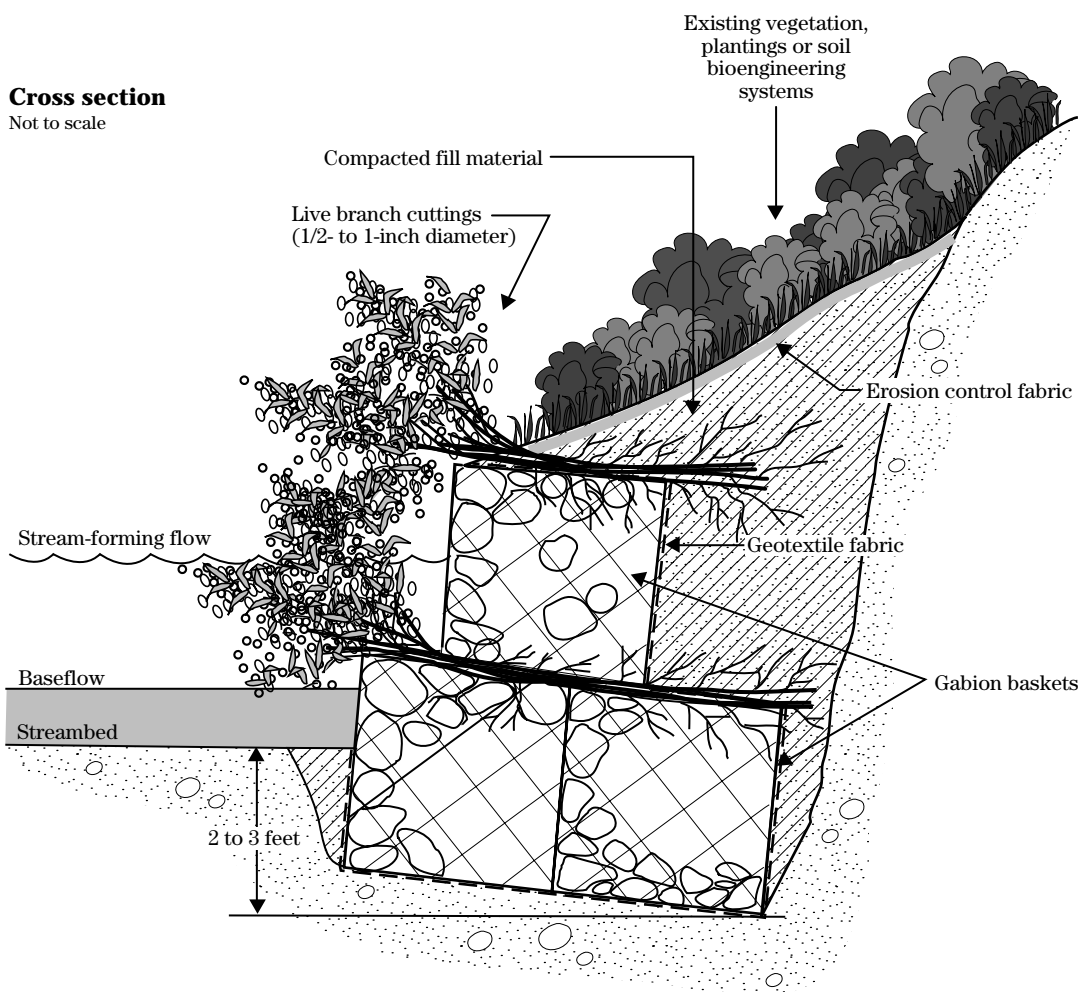 Cross section
Not to scale
Existing vegetation,
plantings or soil
bioengineering
systems
Compacted fill material
Live branch cuttings
(1/2- to 1-inch diameter)
Erosion control fabric
Stream-forming flow
Geotextile fabric
Baseflow
Gabion baskets
Streambed
2 to 3 feet